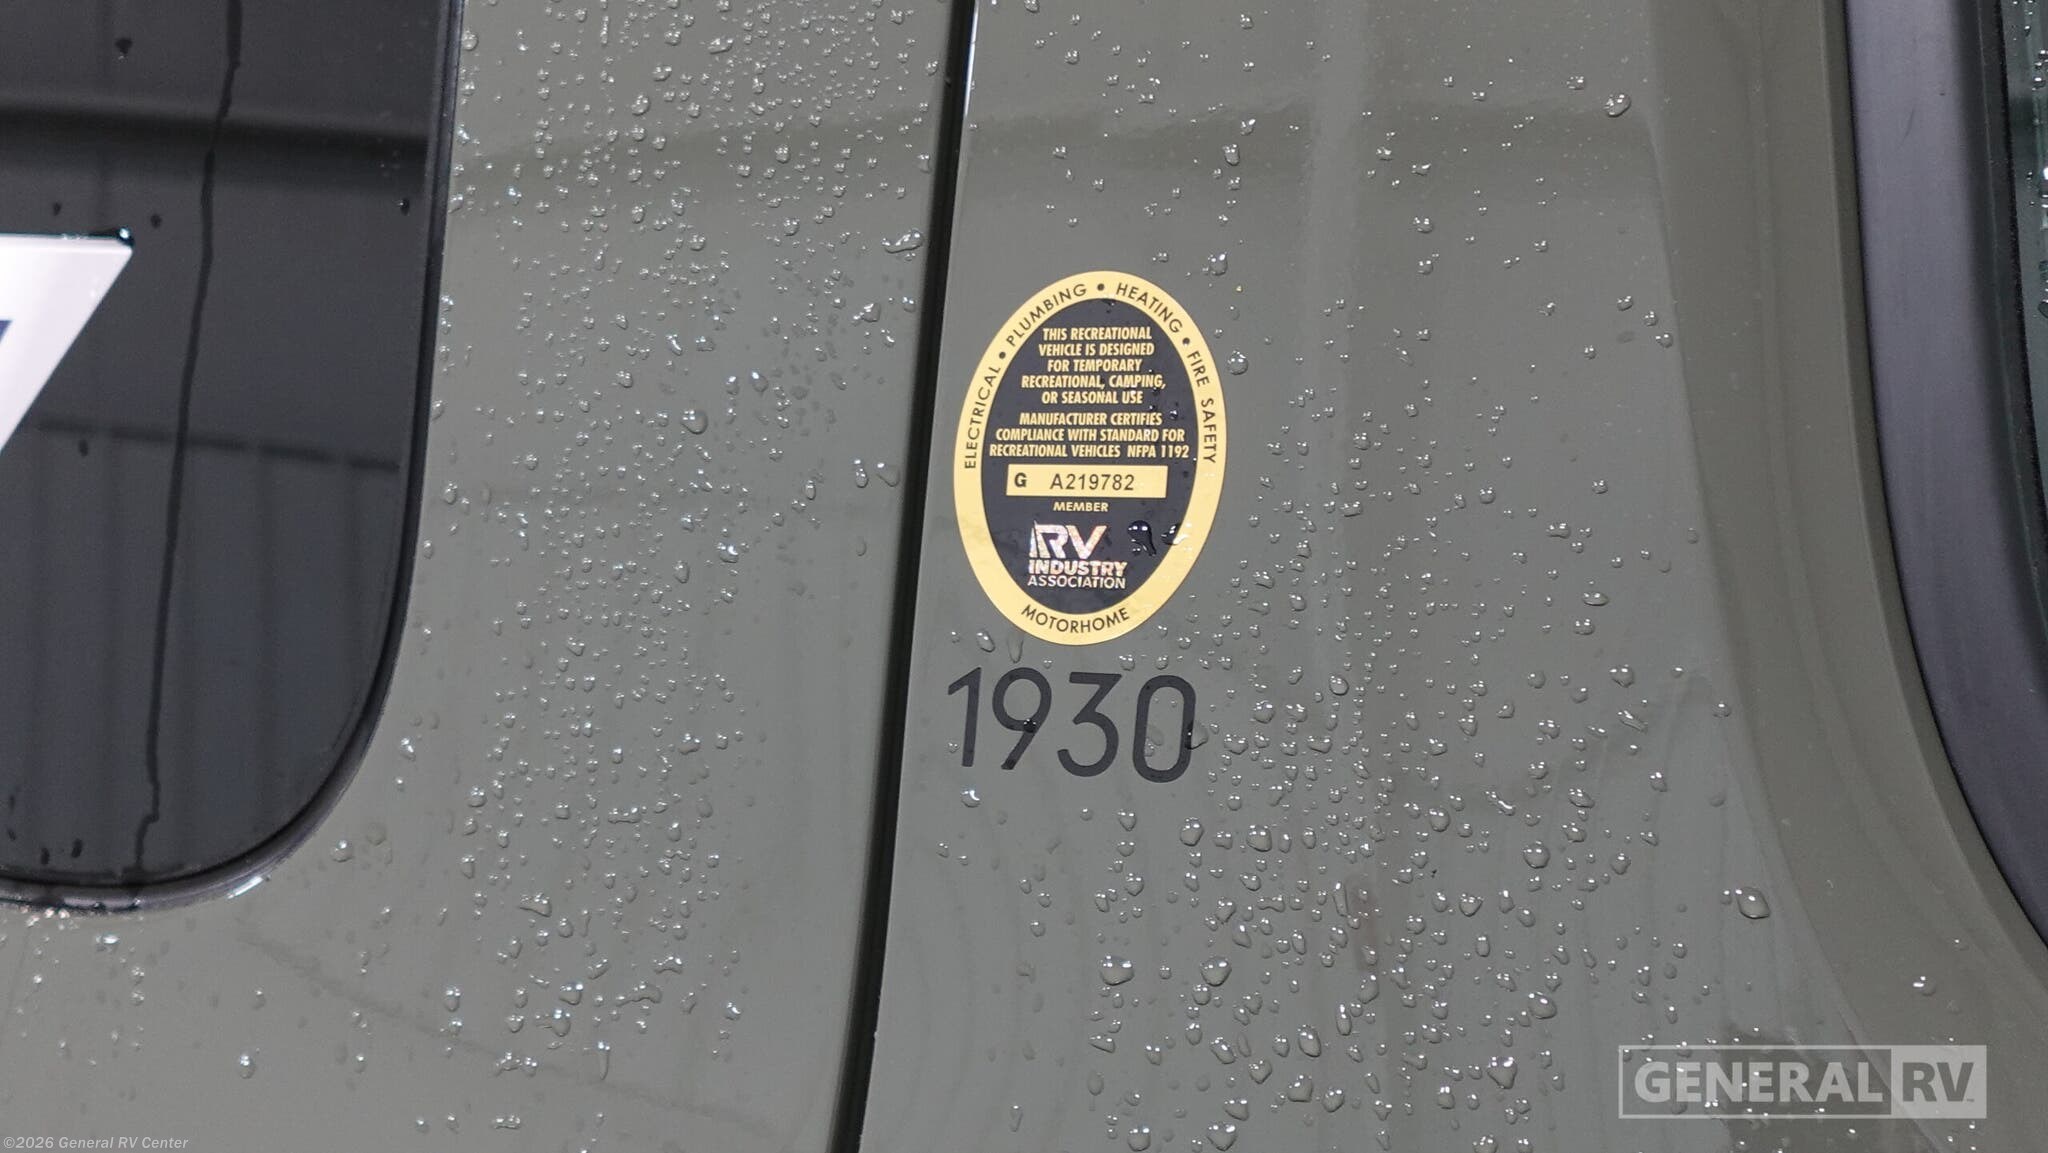 ELECTRICAL • PLUMBING • HEATING • FIRE SAFETY
THIS RECREATIONAL
VEHICLE IS DESIGNED
FOR TEMPORARY
RECREATIONAL, CAMPING,
OR SEASONAL USE
MANUFACTURER CERTIFIES
COMPLIANCE WITH STANDARD FOR
RECREATIONAL VEHICLES NFPA 1192
G A219782
MEMBER
RV
INDUSTRY
ASSOCIATION
MOTORHOME
1930
GENERAL RV
©2026 General RV Center